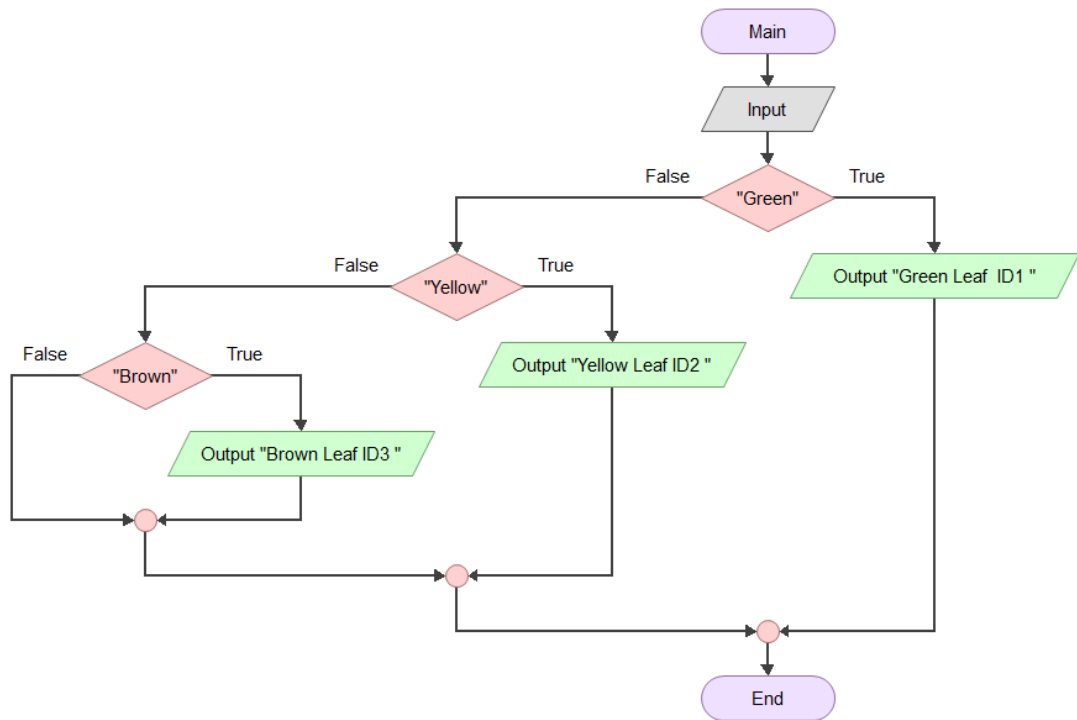 Main
Input
False
"Green"
True
False
"Yellow"
True
Output "Green Leaf  ID1 "
False
"Brown"
True
Output "Yellow Leaf ID2 "
Output "Brown Leaf ID3 "
End